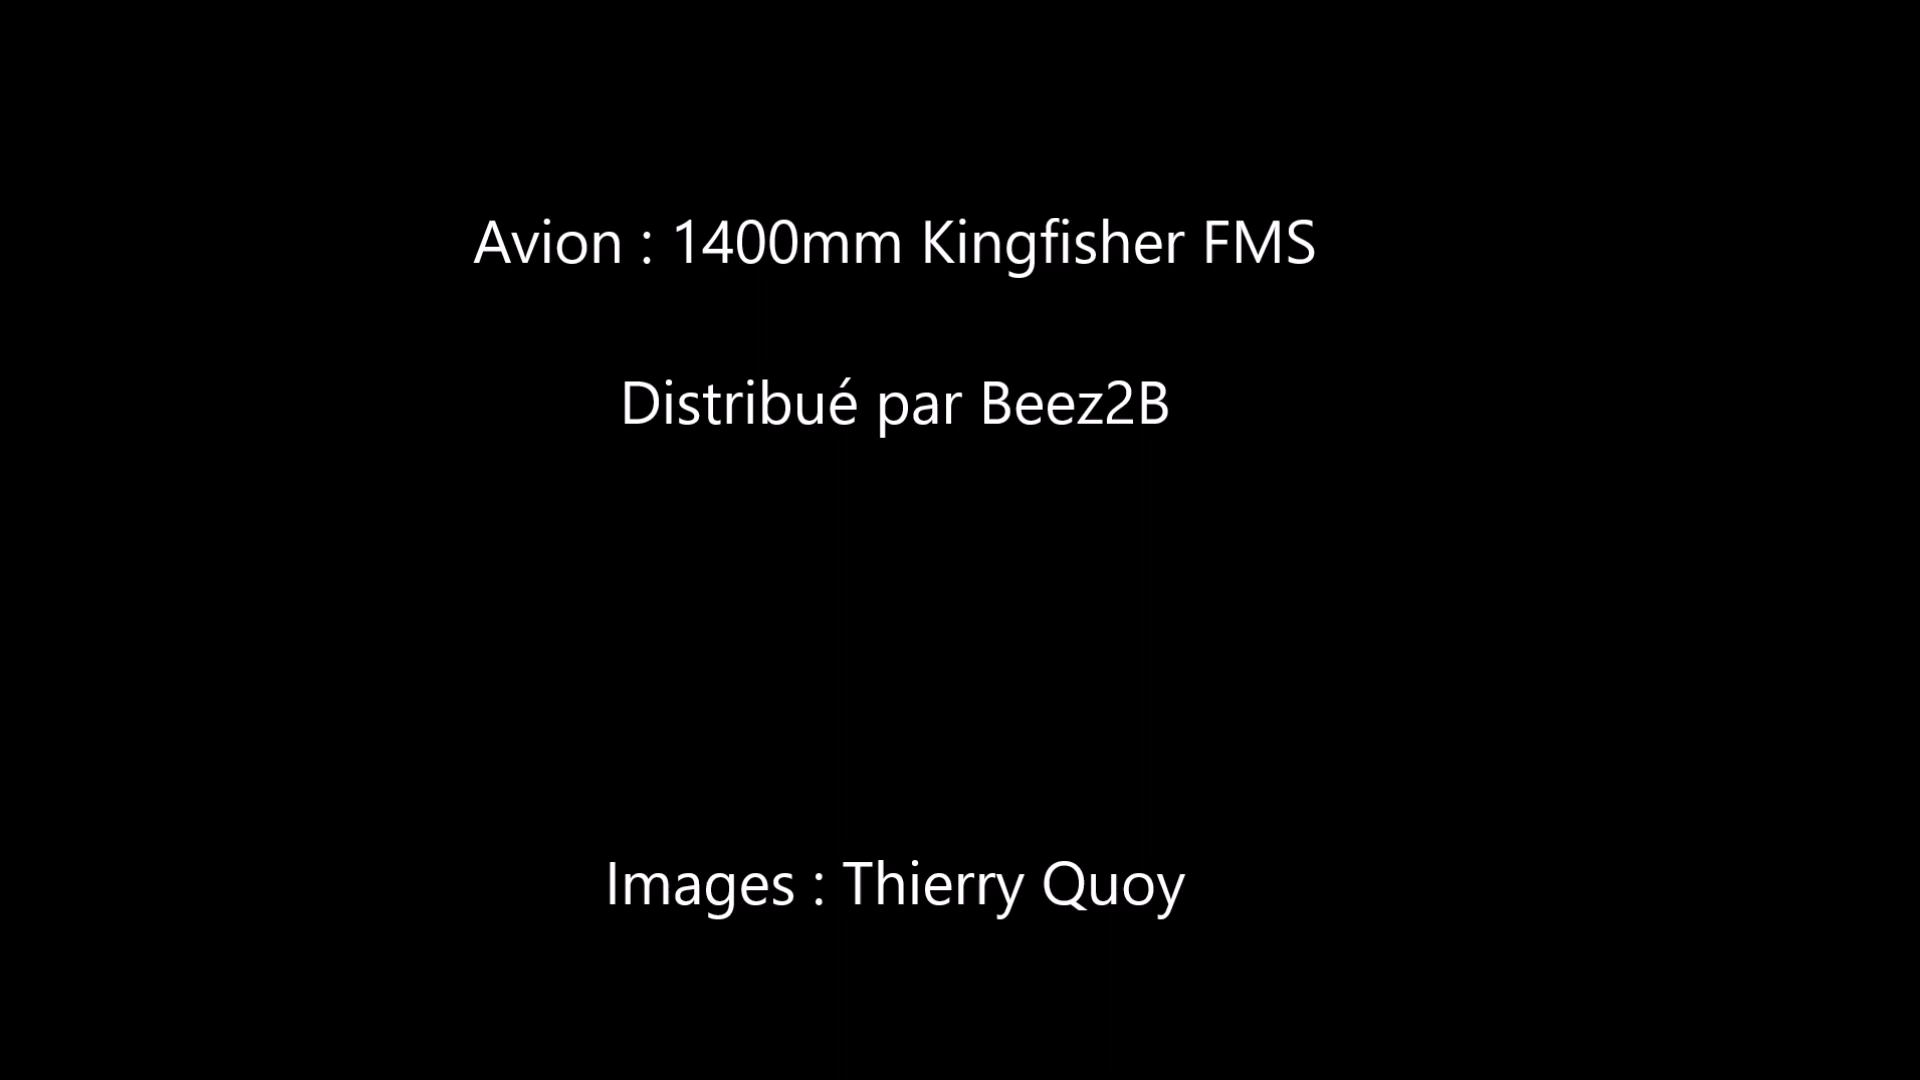 Avion : 1400mm Kingfisher FMS
Distribué par Beez2B
Images : Thierry Quoy